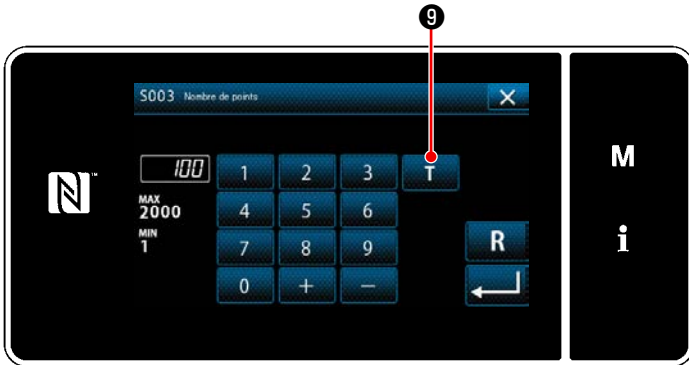 ❾
S003 Nombre de points
100 1 2 3 T
MAX
2000 4 5 6
MIN
1 7 8 9 R
0 + −
M
i